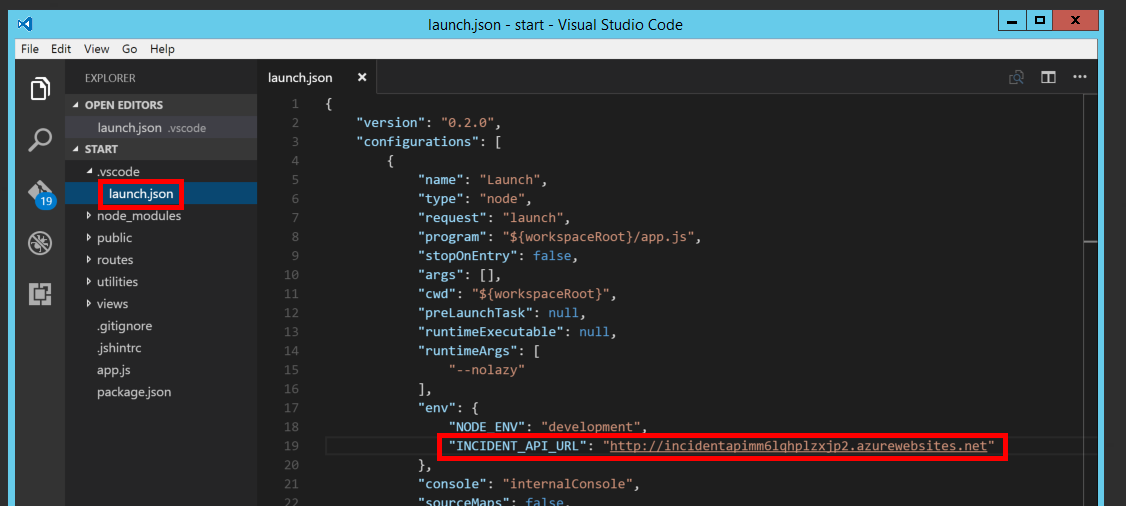 launch.json - start - Visual Studio Code
File Edit View Go Help
EXPLORER
OPEN EDITORS
launch.json .vscode
START
.vscode
launch.json
node_modules
public
routes
utilities
views
.gitignore
.jshintrc
app.js
package.json
19
launch.json
1 {
2 "version": "0.2.0",
3 "configurations": [
4 {
5 "name": "Launch",
6 "type": "node",
7 "request": "launch",
8 "program": "${workspaceRoot}/app.js",
9 "stopOnEntry": false,
10 "args": [],
11 "cwd": "${workspaceRoot}",
12 "preLaunchTask": null,
13 "runtimeExecutable": null,
14 "runtimeArgs": [
15 "--nolazy"
16 ],
17 "env": {
18 "NODE_ENV": "development",
19 "INCIDENT_API_URL": "http://incidentapimm6lqhplzxjp2.azurewebsites.net"
20 },
21 "console": "internalConsole",
22 "sourceMaps": false,